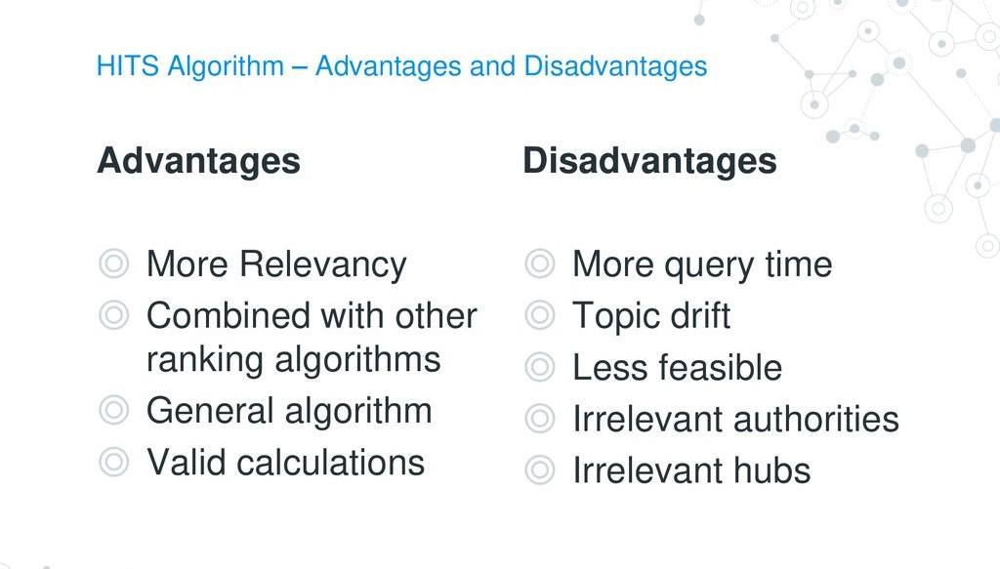 HITS Algorithm – Advantages and Disadvantages
Advantages
More Relevancy
Combined with other
ranking algorithms
General algorithm
Valid calculations
Disadvantages
More query time
Topic drift
Less feasible
Irrelevant authorities
Irrelevant hubs